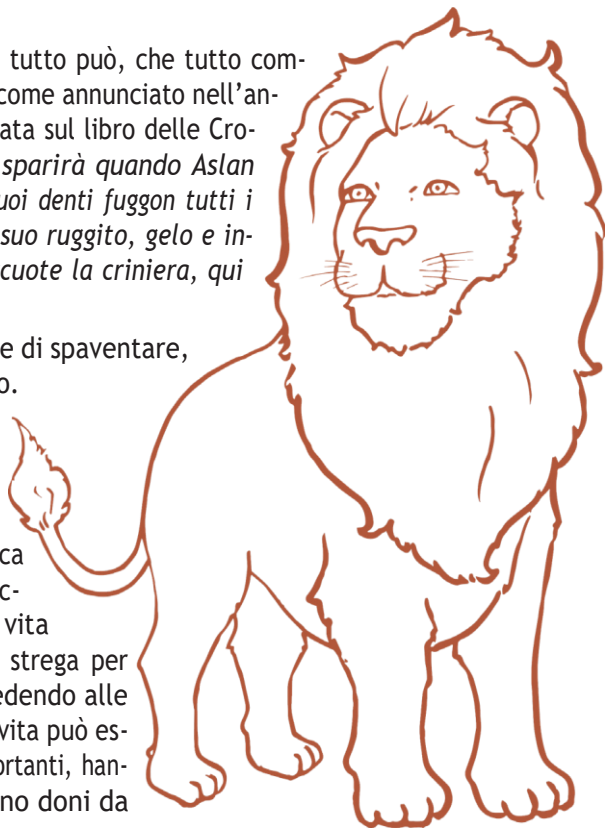 tutto può, che tutto com-
come annunciato nell’an-
ata sul libro delle Cro-
sparirà quando Aslan
uoi denti fuggon tutti i
suo ruggito, gelo e in-
cuote la criniera, qui
e di spaventare,
o.
ca
c-
vita
strega per
edendo alle
vita può es-
ortanti, han-
no doni da